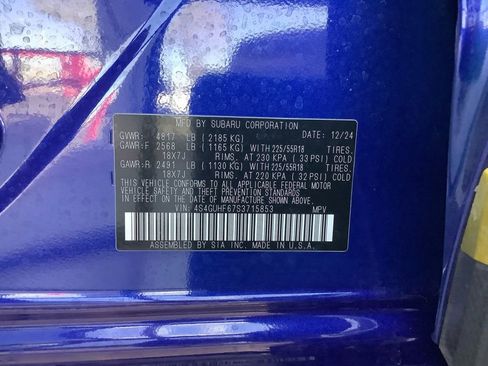 MFD BY SUBARU CORPORATION DATE: 12/24
GVWR: 4817 LB ( 2185 KG)
GAWR:F 2568 LB ( 1165 KG) WITH 225/55R18 TIRES.
18X7J RIMS. AT 230 KPA ( 33 PSI) COLD
GAWR:R 2491 LB ( 1130 KG) WITH 225/55R18 TIRES.
18X7J RIMS. AT 220 KPA ( 32 PSI) COLD
THIS VEHICLE CONFORMS TO ALL APPLICABLE FEDERAL MOTOR
VEHICLE SAFETY, BUMPER, AND THEFT PREVENTION STANDARDS
IN EFFECT ON THE DATE OF MANUFACTURE SHOWN ABOVE.
VIN: 4S4GUHF67S3715853 MPV
ASSEMBLED BY SIA INC. MADE IN U.S.A.